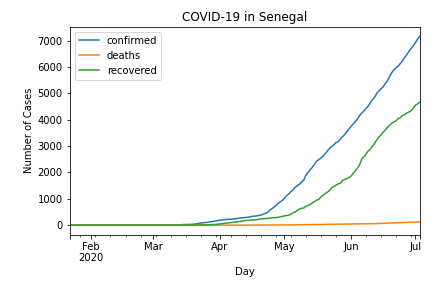 COVID-19 in Senegal
confirmed
deaths
recovered
7000
6000
5000
4000
3000
2000
1000
0
Number of Cases
Feb
2020
Mar
Apr
May
Jun
Jul
Day